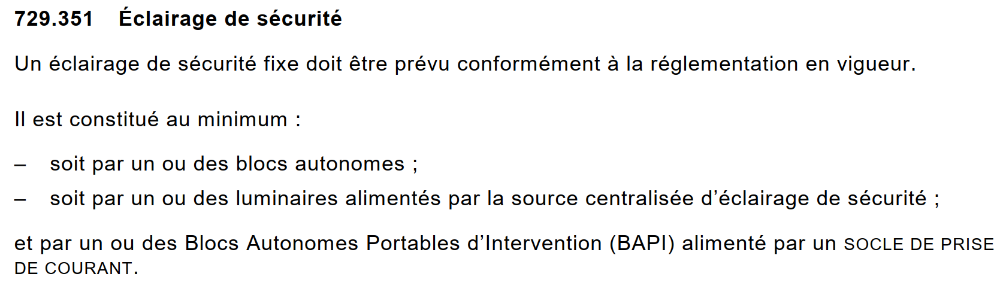 729.351 Éclairage de sécurité
Un éclairage de sécurité fixe doit être prévu conformément à la réglementation en vigueur.
Il est constitué au minimum :
– soit par un ou des blocs autonomes ;
– soit par un ou des luminaires alimentés par la source centralisée d’éclairage de sécurité ;
et par un ou des Blocs Autonomes Portables d’Intervention (BAPI) alimenté par un SOCLE DE PRISE
DE COURANT.